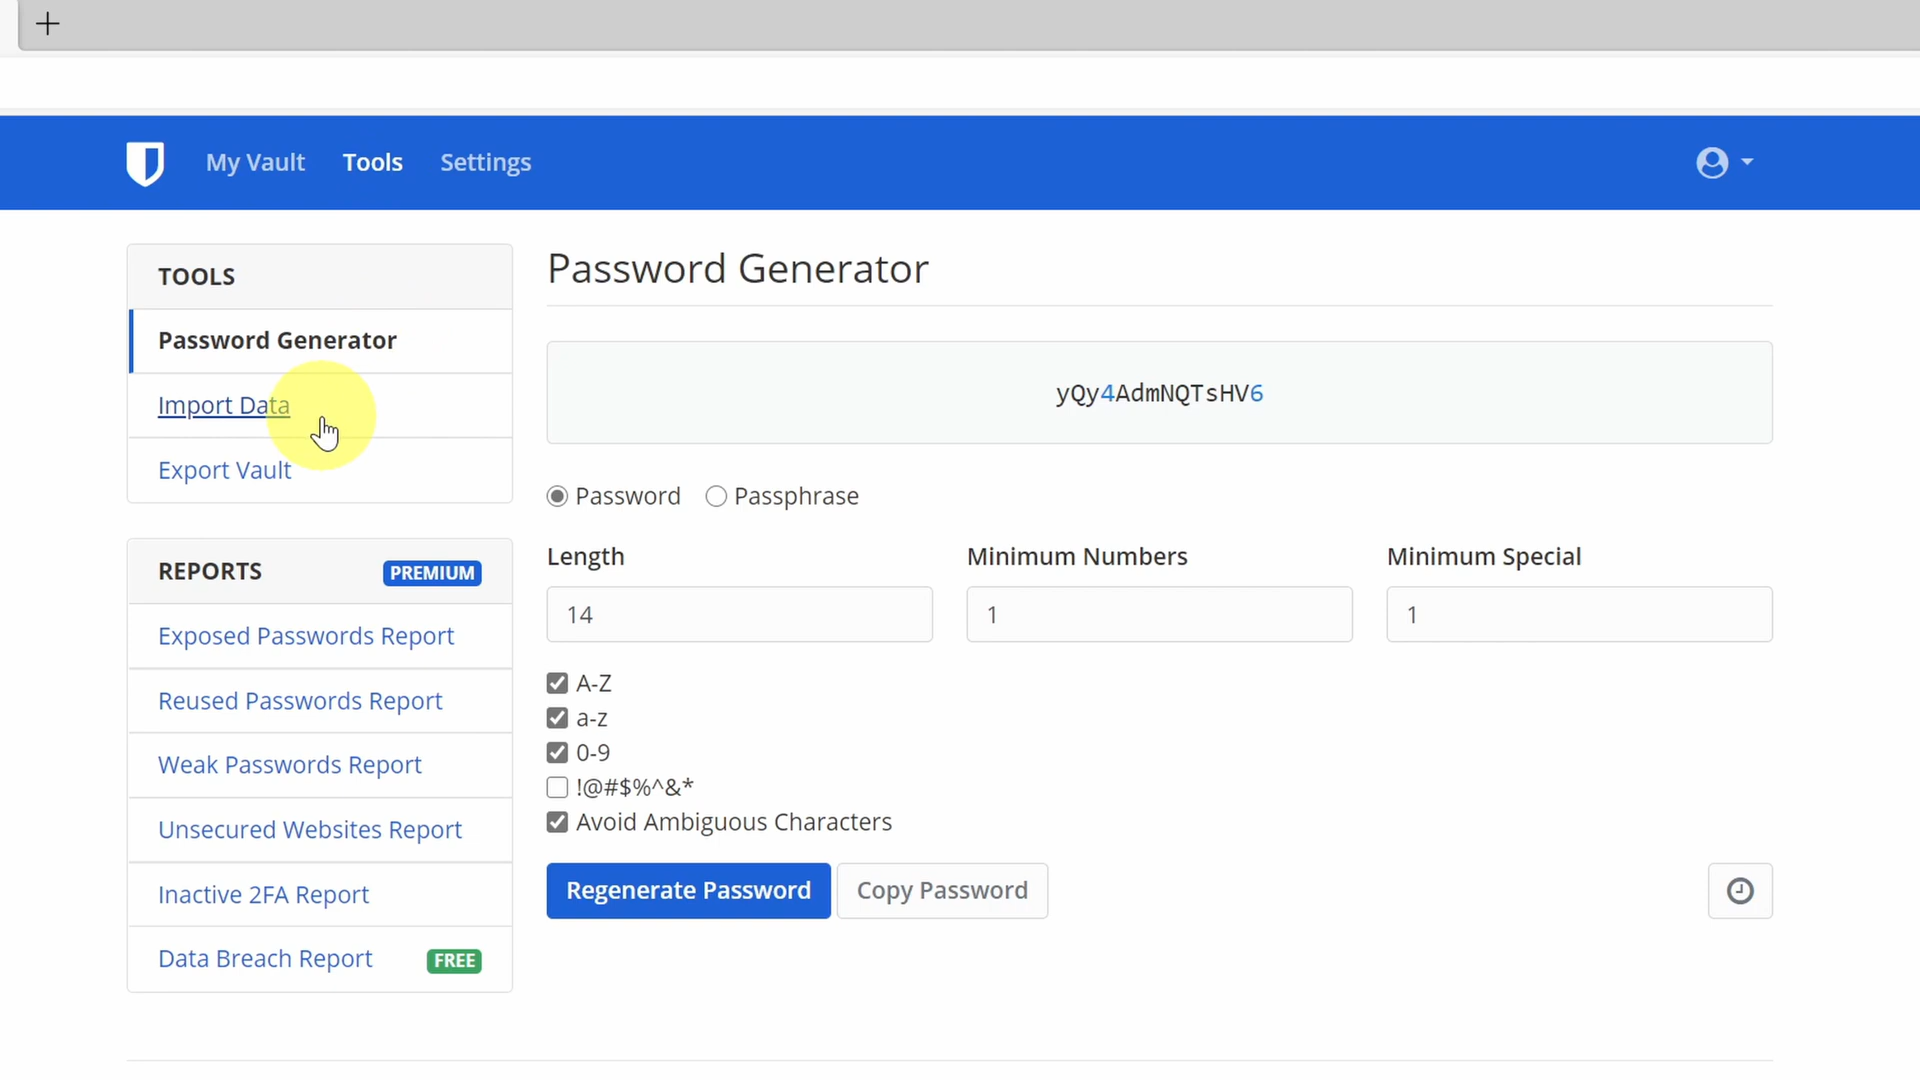 My Vault Tools Settings
TOOLS
Password Generator
Import Data
Export Vault
REPORTS PREMIUM
Exposed Passwords Report
Reused Passwords Report
Weak Passwords Report
Unsecured Websites Report
Inactive 2FA Report
Data Breach Report FREE
Password Generator
yQy4AdmNQTsHV6
Password Passphrase
Length Minimum Numbers Minimum Special
14 1 1
A-Z
a-z
0-9
!@#$%^&*
Avoid Ambiguous Characters
Regenerate Password Copy Password